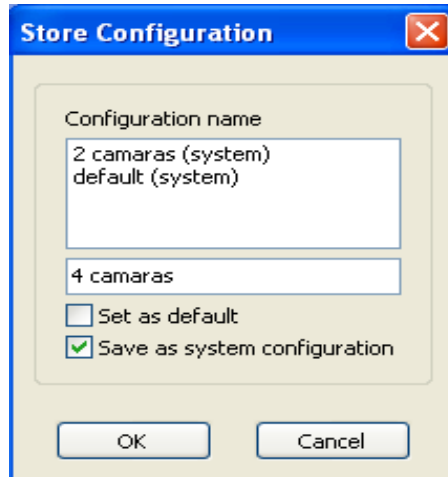 Store Configuration
Configuration name
2 camaras (system)
default (system)
4 camaras
Set as default
Save as system configuration
OK
Cancel